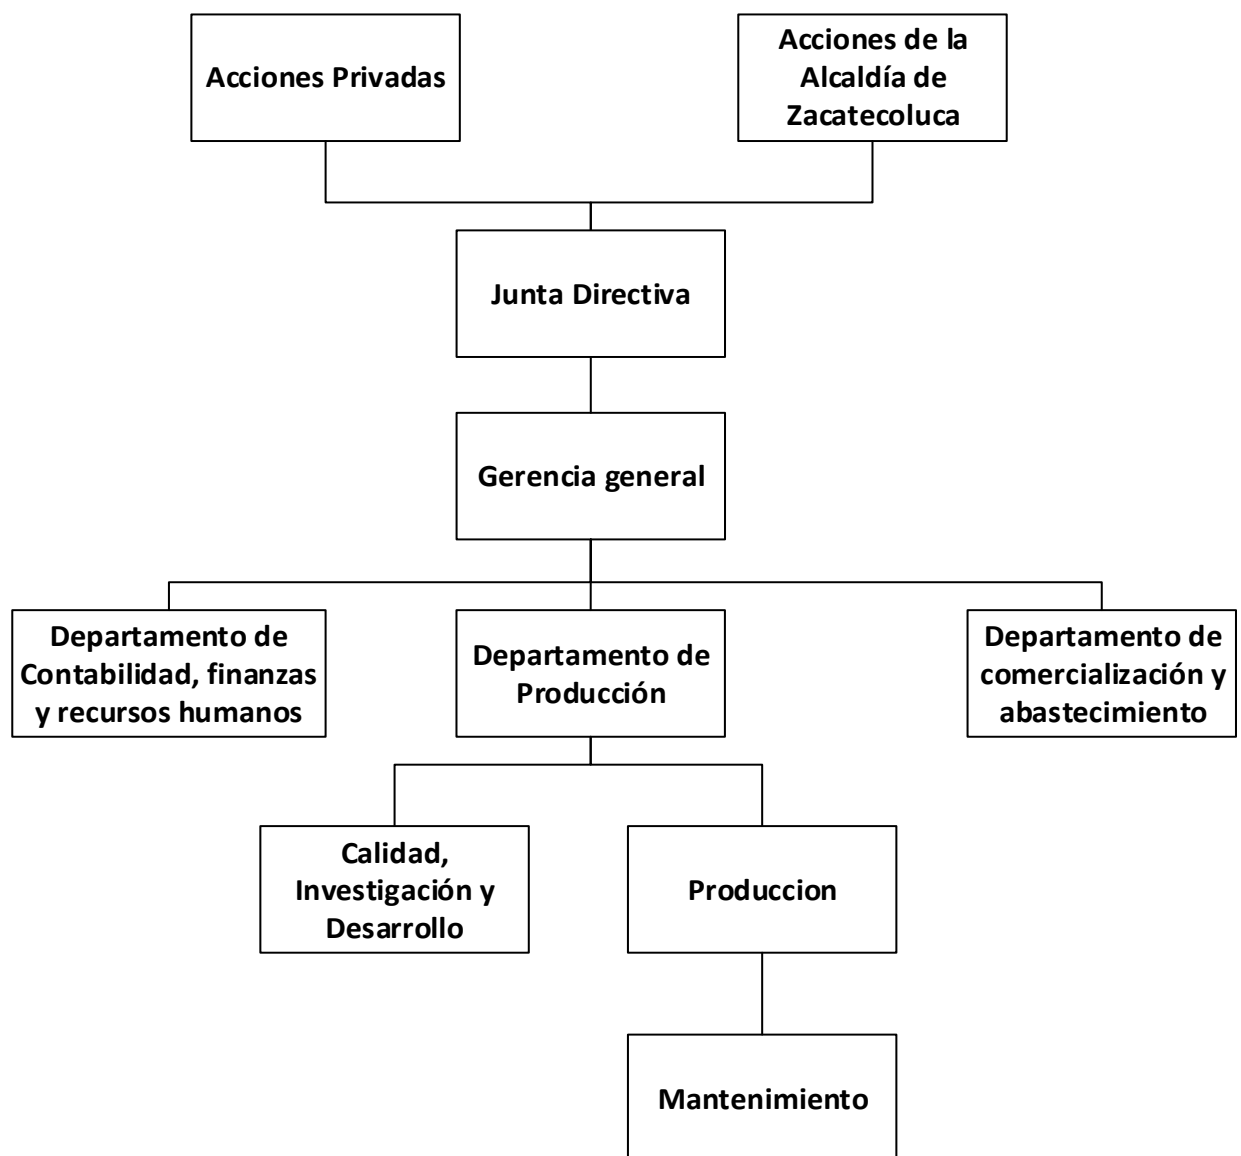 Acciones Privadas
Acciones de la
Alcaldía de
Zacatecoluca
Junta Directiva
Gerencia general
Departamento de
Contabilidad, finanzas
y recursos humanos
Departamento de
Producción
Departamento de
comercialización y
abastecimiento
Calidad,
Investigación y
Desarrollo
Produccion
Mantenimiento